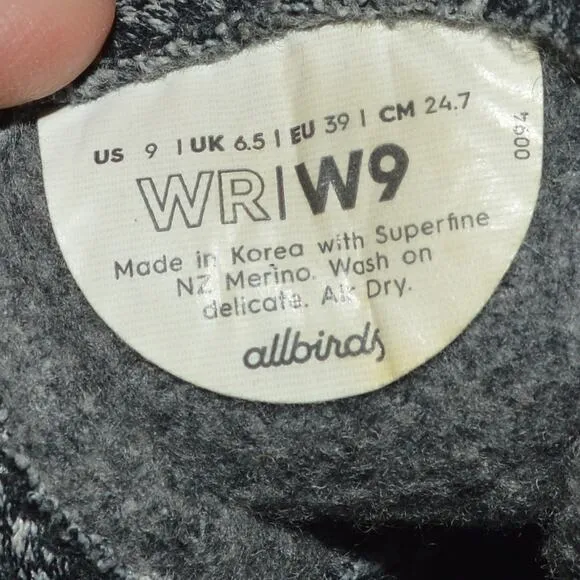 US 9 | UK 6.5 | EU 39 | CM 24.7
WR|W9
Made in Korea with Superfine
NZ Merino. Wash on
delicate. Air Dry.
allbirds
0094